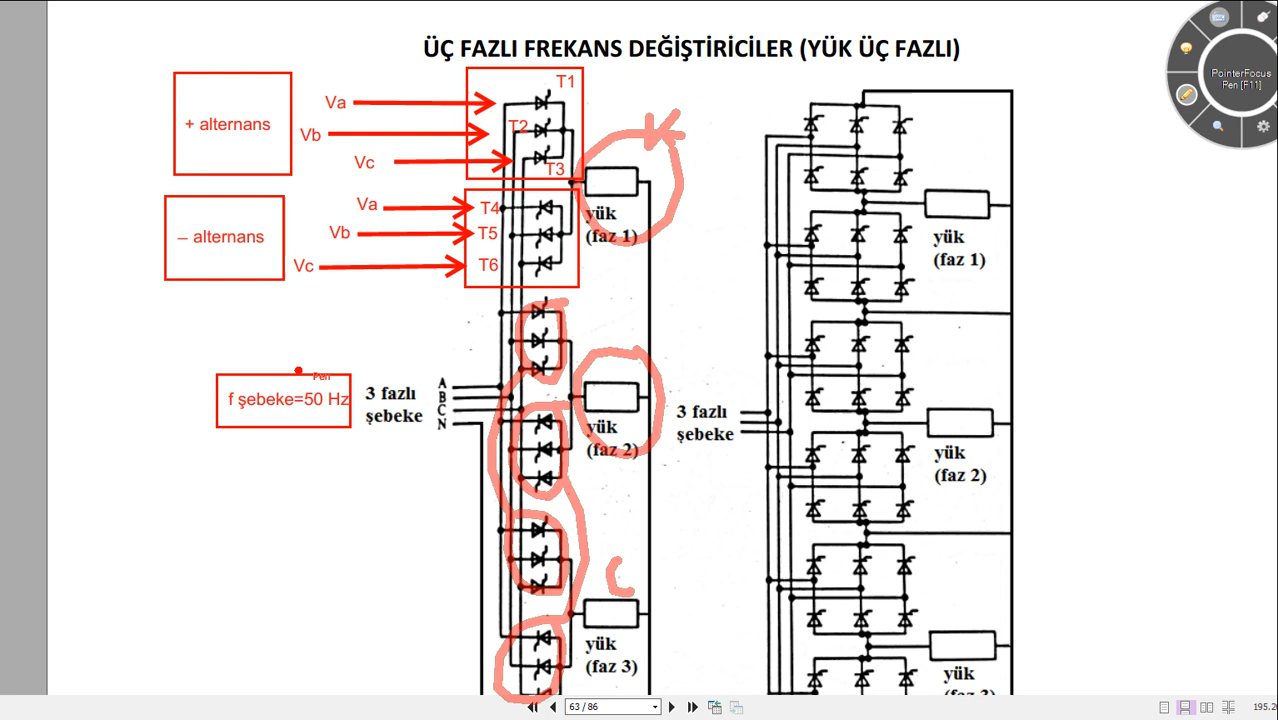 ÜÇ FAZLI FREKANS DEĞİŞTİRİCİLER (YÜK ÜÇ FAZLI)
PointerFocus
Pen [F11]
+ alternans
Va
Vb
Vc
T1
T2
T3
– alternans
Va
Vb
Vc
T4
T5
T6
yük
(faz 1)
Pen
f şebeke=50 Hz
3 fazlı
şebeke
A
B
C
N
yük
(faz 2)
C
yük
(faz 3)
yük
(faz 1)
3 fazlı
şebeke
yük
(faz 2)
yük
63 / 86